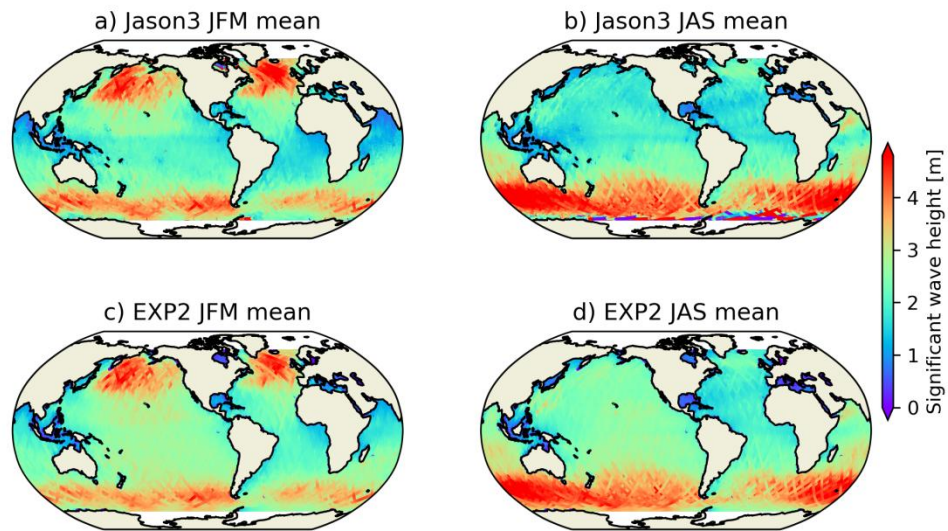 a) Jason3 JFM mean
b) Jason3 JAS mean
c) EXP2 JFM mean
d) EXP2 JAS mean
4
3
2
1
0
Significant wave height [m]